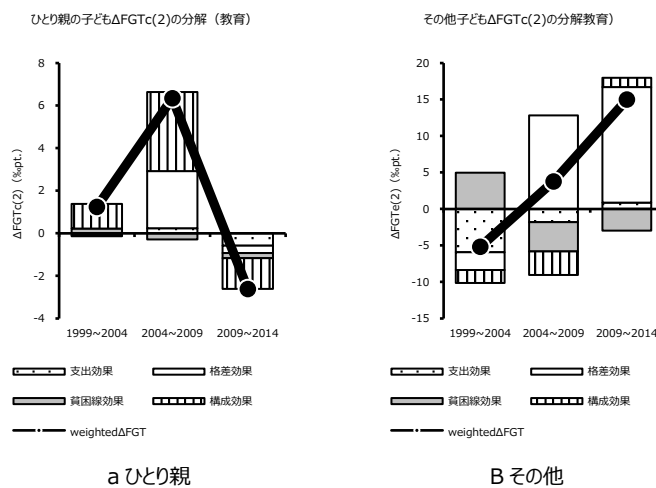 ひとり親の子どもΔFGTc(2)の分解（教育）
8
6
4
2
0
-2
-4
ΔFGTc(2)（‰pt.）
1999~2004 2004~2009 2009~2014
支出効果 格差効果
貧困線効果 構成効果
weightedΔFGT
a ひとり親
その他子どもΔFGTc(2)の分解教育）
20
15
10
5
0
-5
-10
-15
ΔFGTe(2)（‰pt.）
1999~2004 2004~2009 2009~2014
支出効果 格差効果
貧困線効果 構成効果
weightedΔFGT
B その他